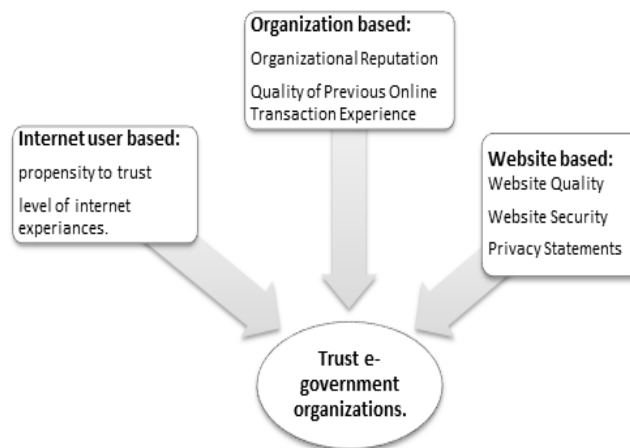 Organization based:
Organizational Reputation
Quality of Previous Online
Transaction Experience
Internet user based:
propensity to trust
level of internet
experiances.
Website based:
Website Quality
Website Security
Privacy Statements
Trust e-
government
organizations.